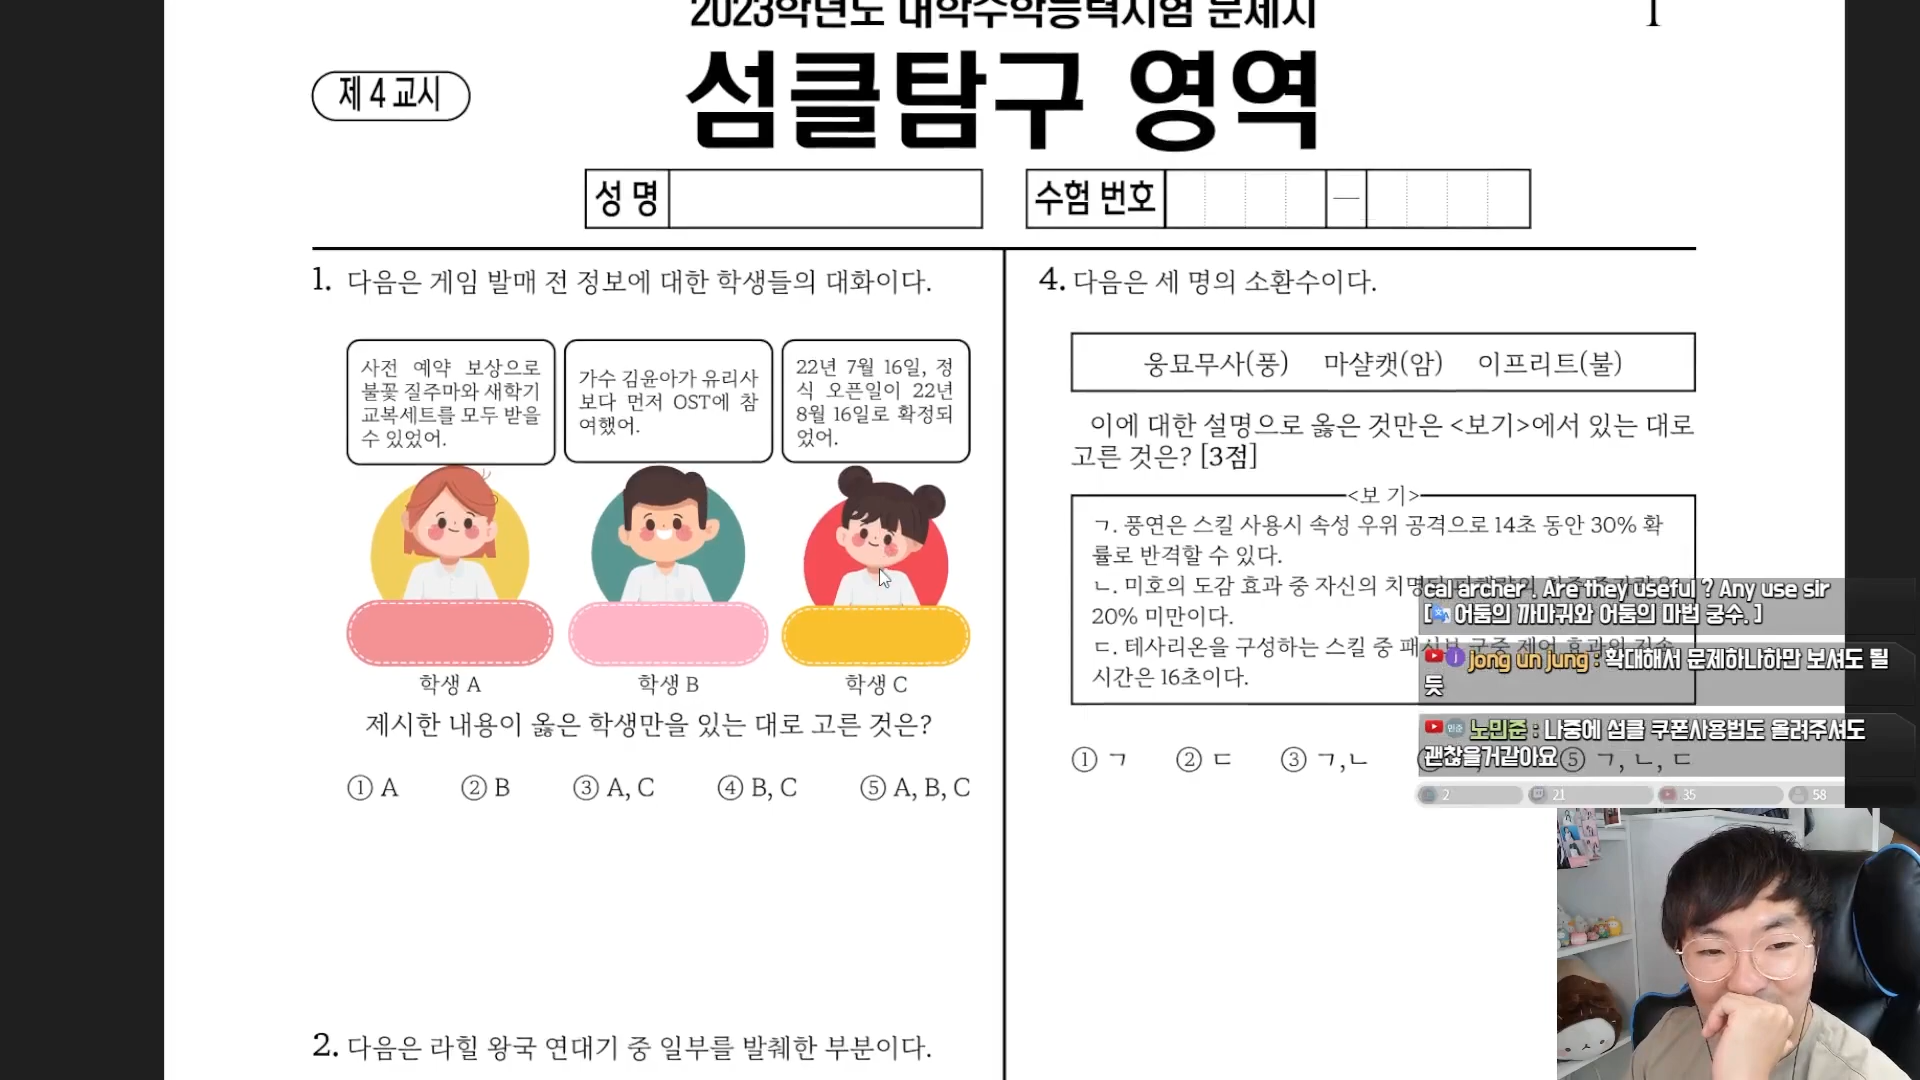 2023학년도 대학수학능력시험 문제지
1
제 4 교시
섬클탐구 영역
성 명
수험 번호
—
1. 다음은 게임 발매 전 정보에 대한 학생들의 대화이다.
사전 예약 보상으로
불꽃 질주마와 새학기
교복세트를 모두 받을
수 있었어.
가수 김윤아가 유리사
보다 먼저 OST에 참
여했어.
22년 7월 16일, 정
식 오픈일이 22년
8월 16일로 확정되
었어.
학생 A
학생 B
학생 C
제시한 내용이 옳은 학생만을 있는 대로 고른 것은?
① A ② B ③ A, C ④ B, C ⑤ A, B, C
2. 다음은 라힐 왕국 연대기 중 일부를 발췌한 부분이다.
4. 다음은 세 명의 소환수이다.
웅묘무사(풍) 마샬캣(암) 이프리트(불)
이에 대한 설명으로 옳은 것만은 <보기>에서 있는 대로
고른 것은? [3점]
<보 기>
ㄱ. 풍연은 스킬 사용시 속성 우위 공격으로 14초 동안 30% 확
률로 반격할 수 있다.
ㄴ. 미호의 도감 효과 중 자신의
20% 미만이다.
ㄷ. 테사리온을 구성하는 스킬 중
시간은 16초이다.
① ㄱ ② ㄷ ③ ㄱ,ㄴ ⑤ ㄱ, ㄴ, ㄷ
cal archer . Are they useful ? Any use sir
[어둠의 까마귀와 어둠의 마법 궁수. ]
j jong un jung : 확대해서 문제하나하만 보셔도 될
듯
민준 노민준 : 나중에 섬클 쿠폰사용법도 올려주셔도
괜찮을거같아요
2 21 35 58